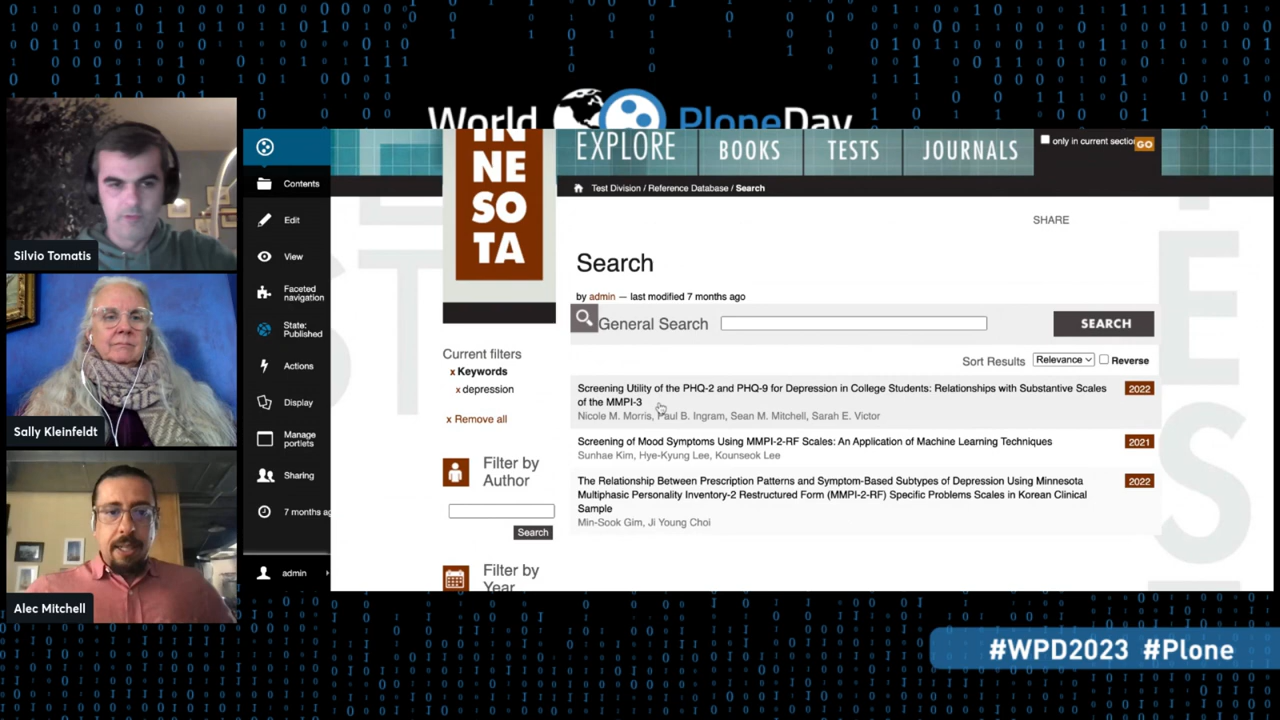 World PloneDay
Silvio Tomatis
Sally Kleinfeldt
Alec Mitchell
Contents
Edit
View
Faceted
navigation
State:
Published
Actions
Display
Manage
portlets
Sharing
7 months ag
admin
IN
NE
SO
TA
EXPLORE
BOOKS
TESTS
JOURNALS
only in current section
GO
Test Division / Reference Database / Search
SHARE
Search
by admin — last modified 7 months ago
General Search
SEARCH
Sort Results Relevance Reverse
Current filters
x Keywords
x depression
x Remove all
Filter by
Author
Search
Filter by
Year
Screening Utility of the PHQ-2 and PHQ-9 for Depression in College Students: Relationships with Substantive Scales
of the MMPI-3
2022
Nicole M. Morris, Paul B. Ingram, Sean M. Mitchell, Sarah E. Victor
Screening of Mood Symptoms Using MMPI-2-RF Scales: An Application of Machine Learning Techniques
2021
Sunhae Kim, Hye-Kyung Lee, Kounseok Lee
The Relationship Between Prescription Patterns and Symptom-Based Subtypes of Depression Using Minnesota
Multiphasic Personality Inventory-2 Restructured Form (MMPI-2-RF) Specific Problems Scales in Korean Clinical
Sample
2022
Min-Sook Gim, Ji Young Choi
#WPD2023 #Plone